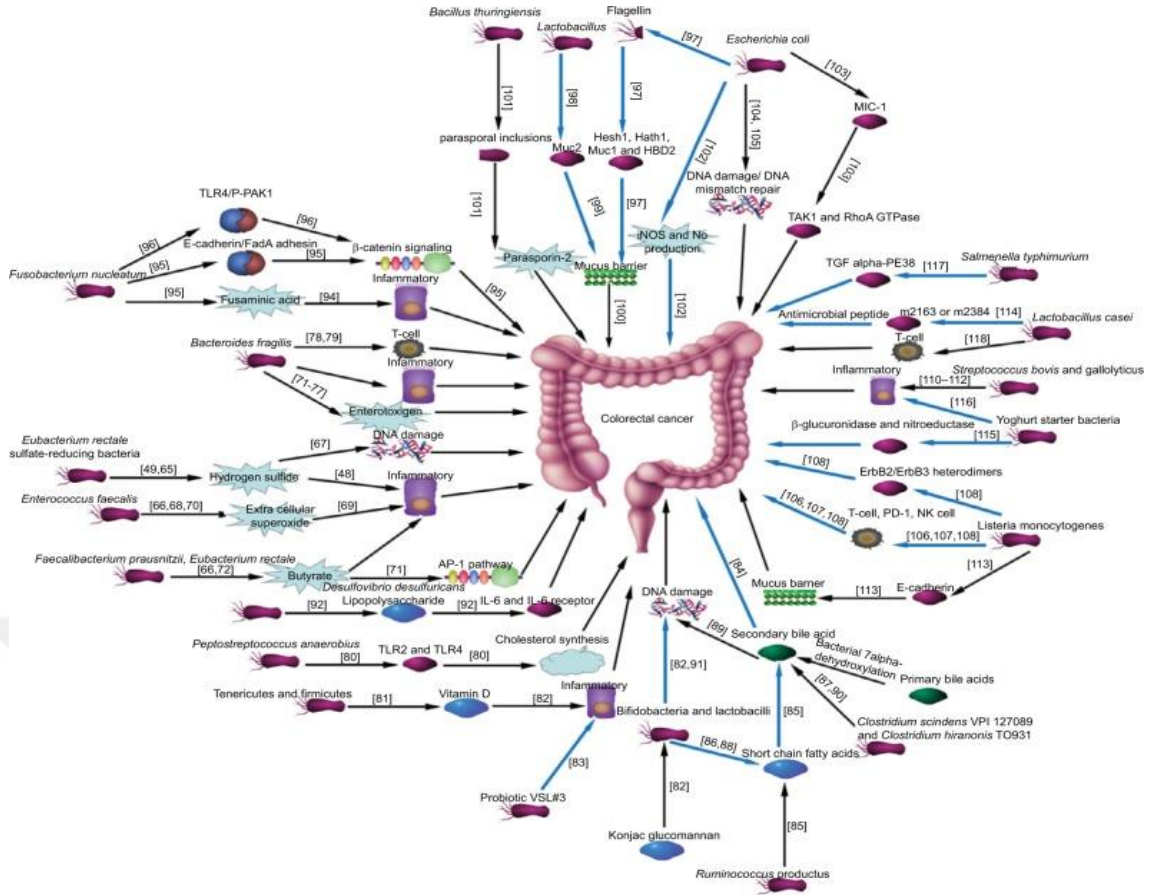 Bacillus thuringiensis
Lactobacillus
Flagellin
Escherichia coli
[97]
[103]
[101]
[98]
[97]
[104, 105]
MIC-1
parasporal inclusions
Muc2
Hesh1, Hath1,
Muc1 and HBD2
[102]
[103]
DNA damage/ DNA
mismatch repair
TLR4/P-PAK1
[101]
[99]
[97]
TAK1 and RhoA GTPase
[96]
[96]
E-cadherin/FadA adhesin
β-catenin signaling
iNOS and No
production
[95]
[95]
Parasporin-2
Mucus barrier
TGF alpha-PE38
[117]
Salmenella typhimurium
Fusobacterium nucleatum
Inflammatory
[95]
[95]
Fusaminic acid
[94]
[100]
[102]
Antimicrobial peptide
m2163 or m2384
[114]
Lactobacillus casei
Bacteroides fragilis
[78,79]
T-cell
T-cell
[118]
Inflammatory
Inflammatory
Streptococcus bovis and gallolyticus
[110–112]
[71-77]
Enterotoxigen
Colorectal cancer
[116]
Yoghurt starter bacteria
β-glucuronidase and nitroeductase
[115]
Eubacterium rectale
sulfate-reducing bacteria
[67]
DNA damage
[108]
ErbB2/ErbB3 heterodimers
[49,65]
Hydrogen sulfide
[48]
Inflammatory
[108]
Enterococcus faecalis
[66,68,70]
Extra cellular
superoxide
[69]
[106,107,108]
T-cell, PD-1, NK cell
Listeria monocytogenes
[106,107,108]
Faecalibacterium prausnitzii, Eubacterium rectale
[66,72]
Butyrate
[71]
AP-1 pathway
[84]
[113]
Desulfovibrio desulfuricans
Mucus barner
[113]
E-cadherin
[92]
Lipopolysaccharide
[92]
IL-6 and IL-6 receptor
DNA damage
[89]
Secondary bile acid
Peptostreptococcus anaerobius
[80]
TLR2 and TLR4
[80]
Cholesterol synthesis
[82,91]
Bacterial 7alpha-
dehydroxylation
Primary bile acids
Tenericutes and firmicutes
[81]
Vitamin D
[82]
Inflammatory
[87,90]
Bifidobacteria and lactobacilli
[85]
Clostridium scindens VPI 127089
and Clostridium hiranonis TO931
[86,88]
Short chain fatty acids
[83]
Probiotic VSL#3
[82]
Konjac glucomannan
[85]
Ruminococcus productus